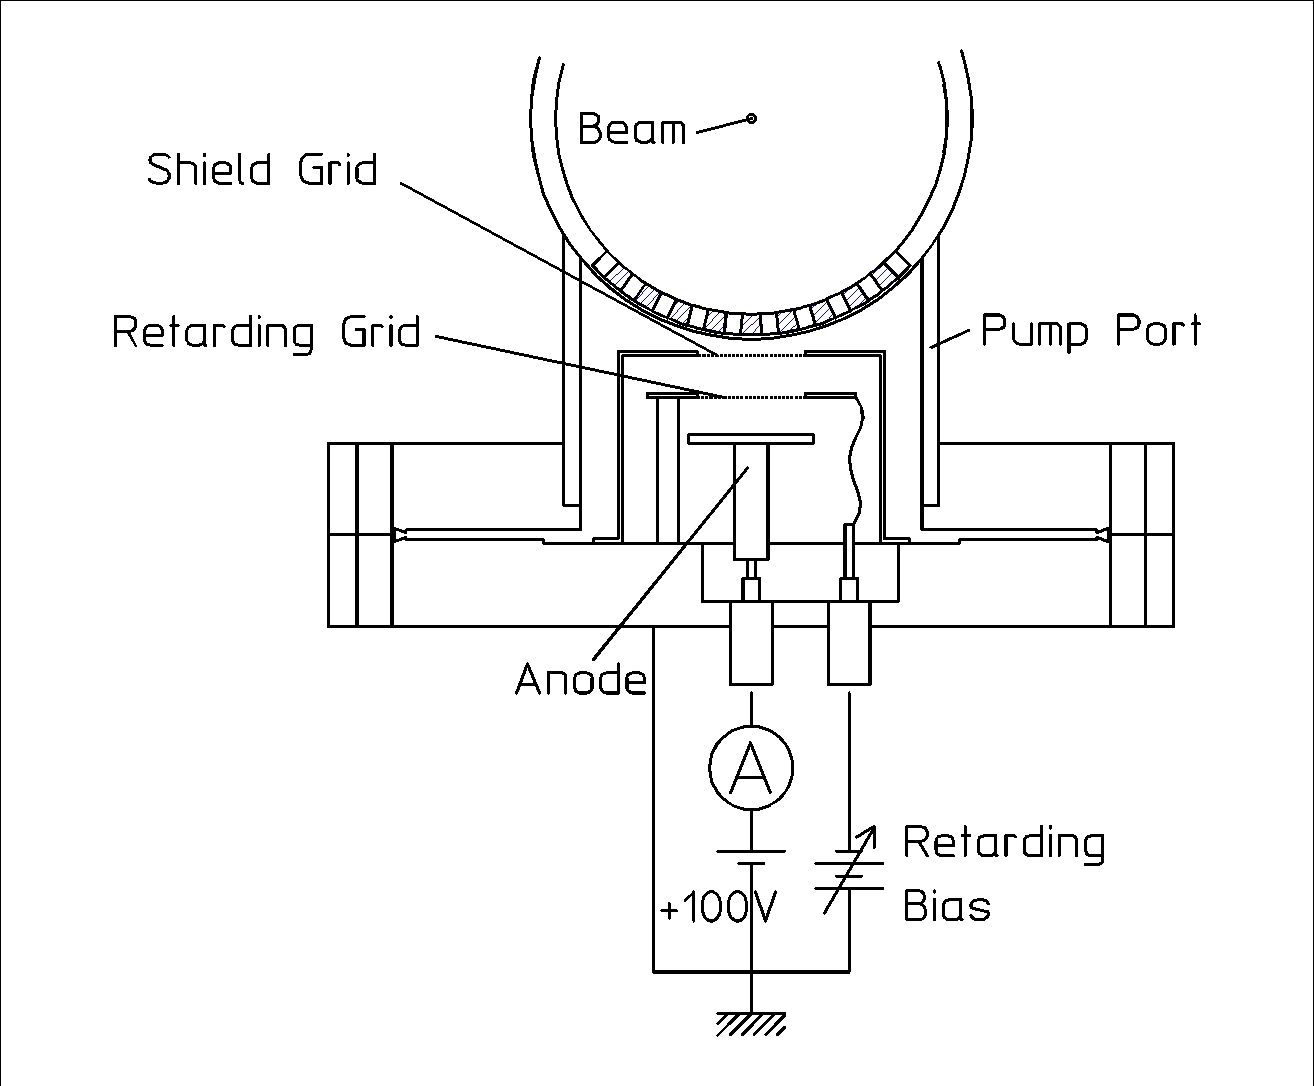 Beam
Shield Grid
Retarding Grid
Pump Port
Anode
A
Retarding
Bias
+100V